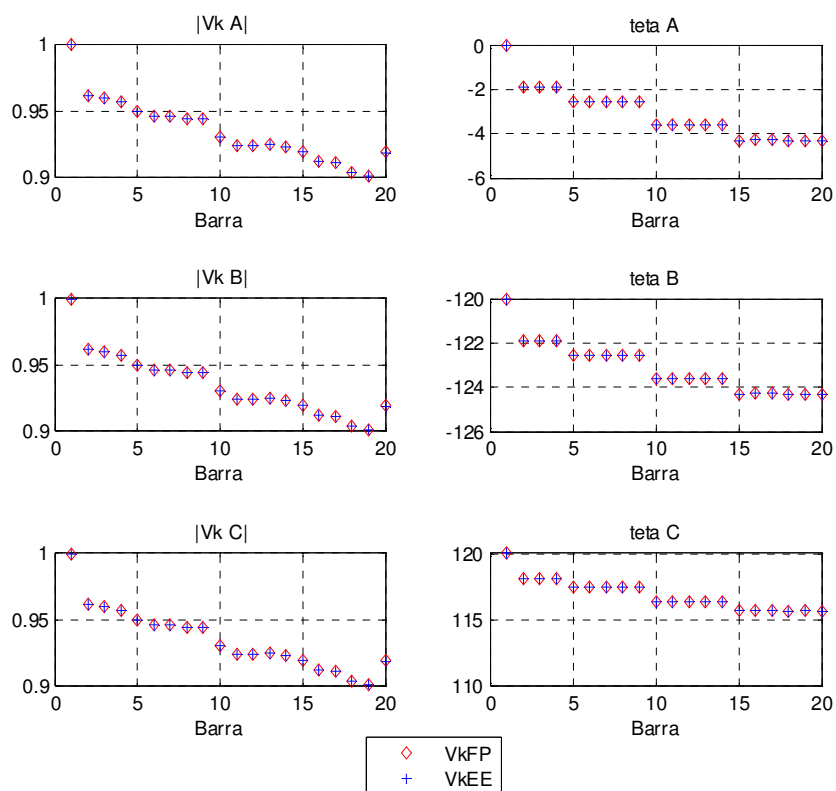 |Vk A|
1
0.95
0.9
0 5 10 15 20
Barra
teta A
0
-2
-4
-6
0 5 10 15 20
Barra
|Vk B|
1
0.95
0.9
0 5 10 15 20
Barra
teta B
-120
-122
-124
-126
0 5 10 15 20
Barra
|Vk C|
1
0.95
0.9
0 5 10 15 20
Barra
teta C
120
115
110
0 5 10 15 20
Barra
VkFP
VkEE